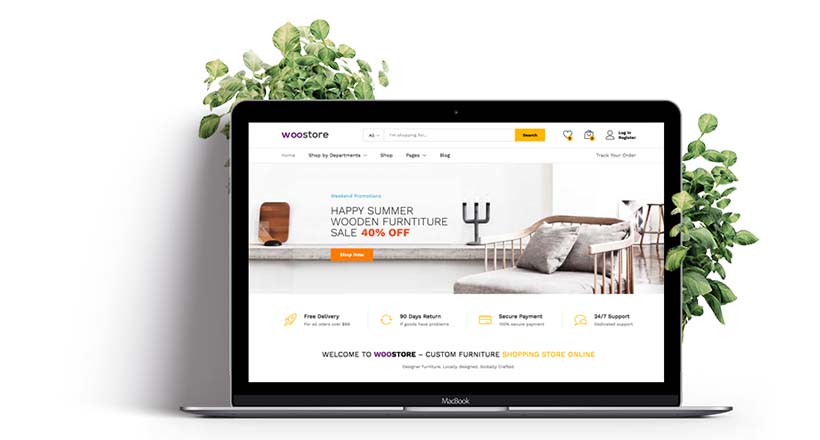 woostore
All
I'm shopping for...
Search
0
0
Log in
Register
Home
Shop by Departments
Shop
Pages
Blog
Track Your Order
Weekend Promotions
HAPPY SUMMER
WOODEN FURNTITURE
SALE 40% OFF
Shop Now
Free Delivery
For all oders over $99
90 Days Return
If goods have problems
Secure Payment
100% secure payment
24/7 Support
Dedicated support
WELCOME TO WOOSTORE – CUSTOM FURNITURE SHOPPING STORE ONLINE
Designer Furniture. Locally designed. Globally Crafted.
MacBook